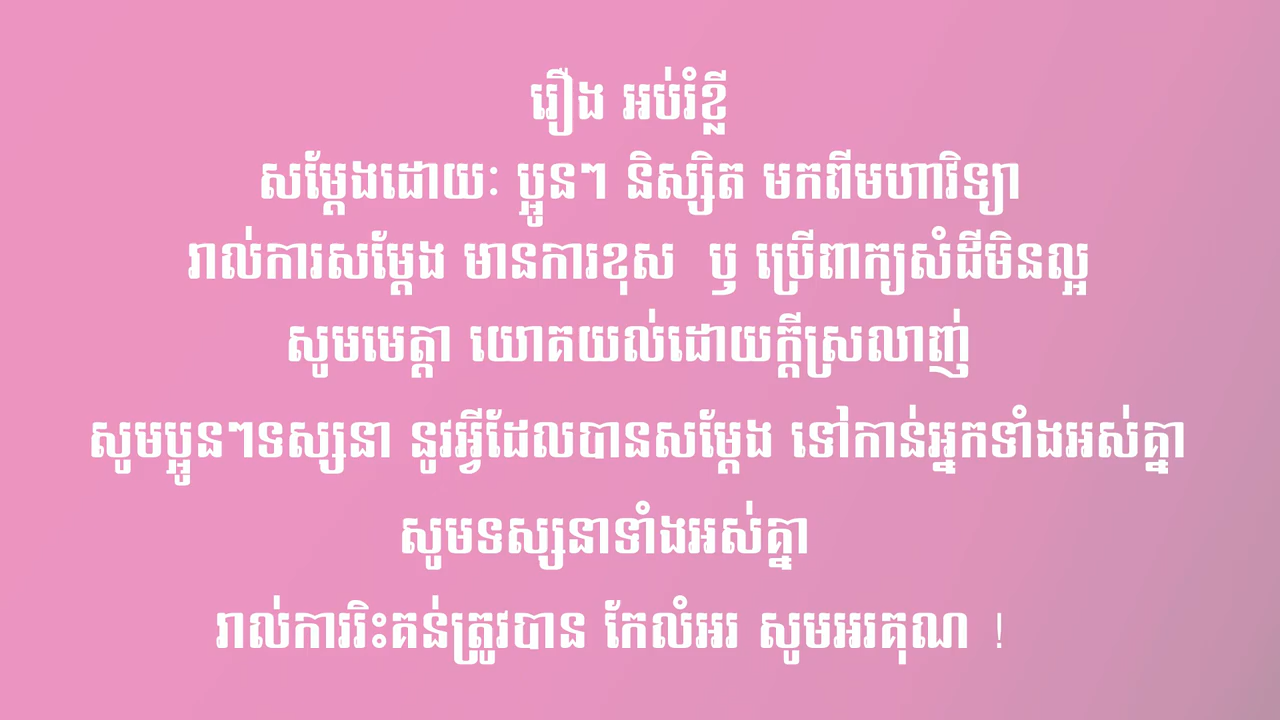 រឿង អប់រំខ្លី
សម្ដែងដោយៈ ប្អូនៗ និស្សិត មកពីមហាវិទ្យា
រាល់ការសម្ដែង មានការខុស ឬ ប្រើពាក្យសំដីមិនល្អ
សូមមេត្តា យោគយល់ដោយក្ដីស្រលាញ់
សូមប្អូនៗទស្សនា នូវអ្វីដែលបានសម្ដែង ទៅកាន់អ្នកទាំងអស់គ្នា
សូមទស្សនាទាំងអស់គ្នា
រាល់ការរិះគន់ត្រូវបាន កែលំអរ សូមអរគុណ !